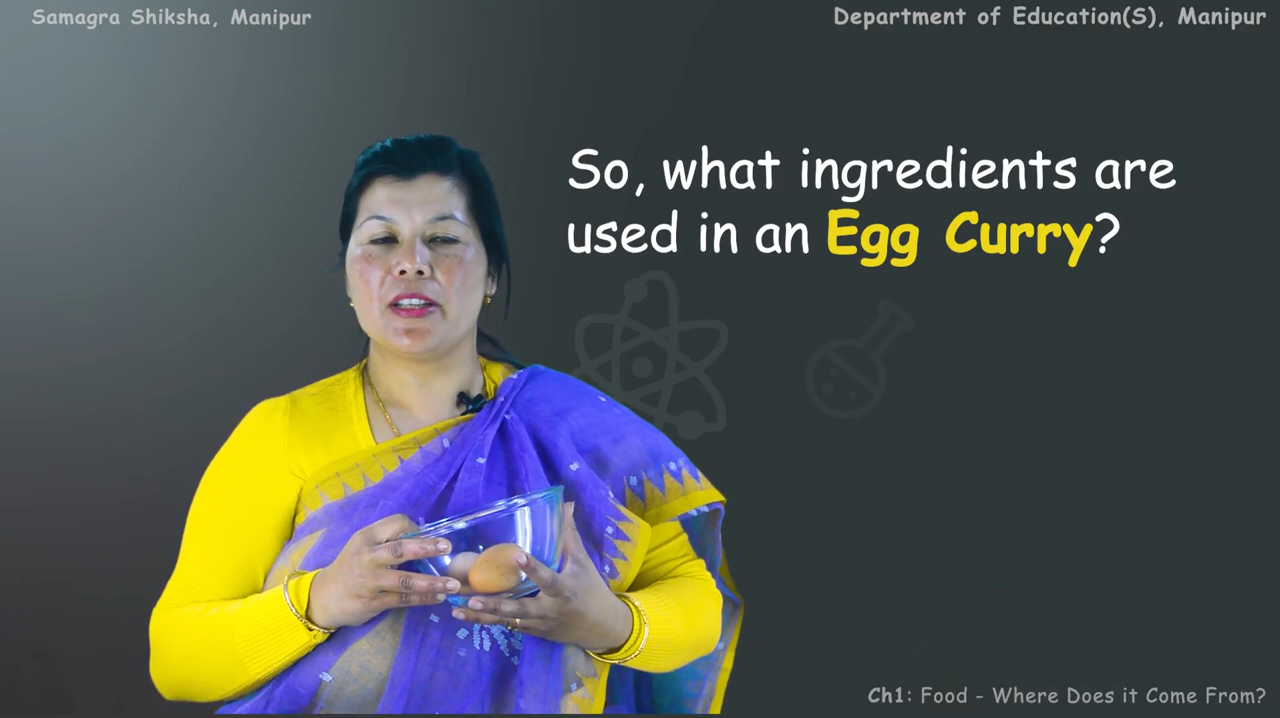 Samagra Shiksha, Manipur
Department of Education(S), Manipur
So, what ingredients are
used in an Egg Curry?
Ch1: Food - Where Does it Come From?